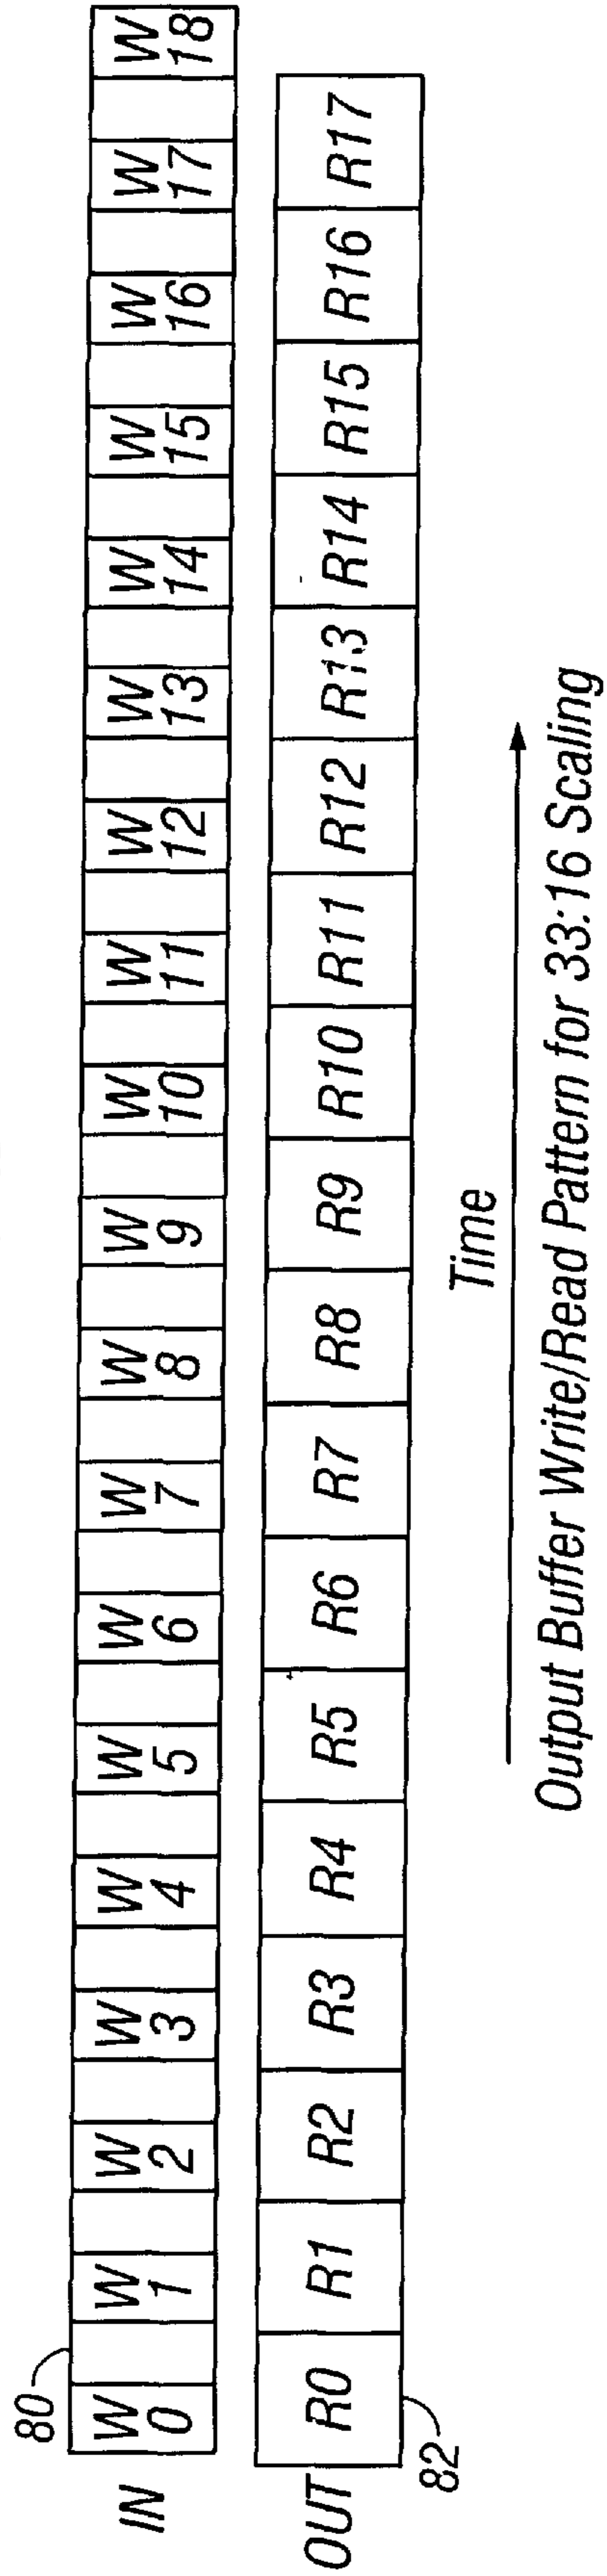 80
IN
W 0 W 1 W 2 W 3 W 4 W 5 W 6 W 7 W 8 W 9 W 10 W 11 W 12 W 13 W 14 W 15 W 16 W 17 W 18
OUT
R0 R1 R2 R3 R4 R5 R6 R7 R8 R9 R10 R11 R12 R13 R14 R15 R16 R17
82
Time
Output Buffer Write/Read Pattern for 33:16 Scaling